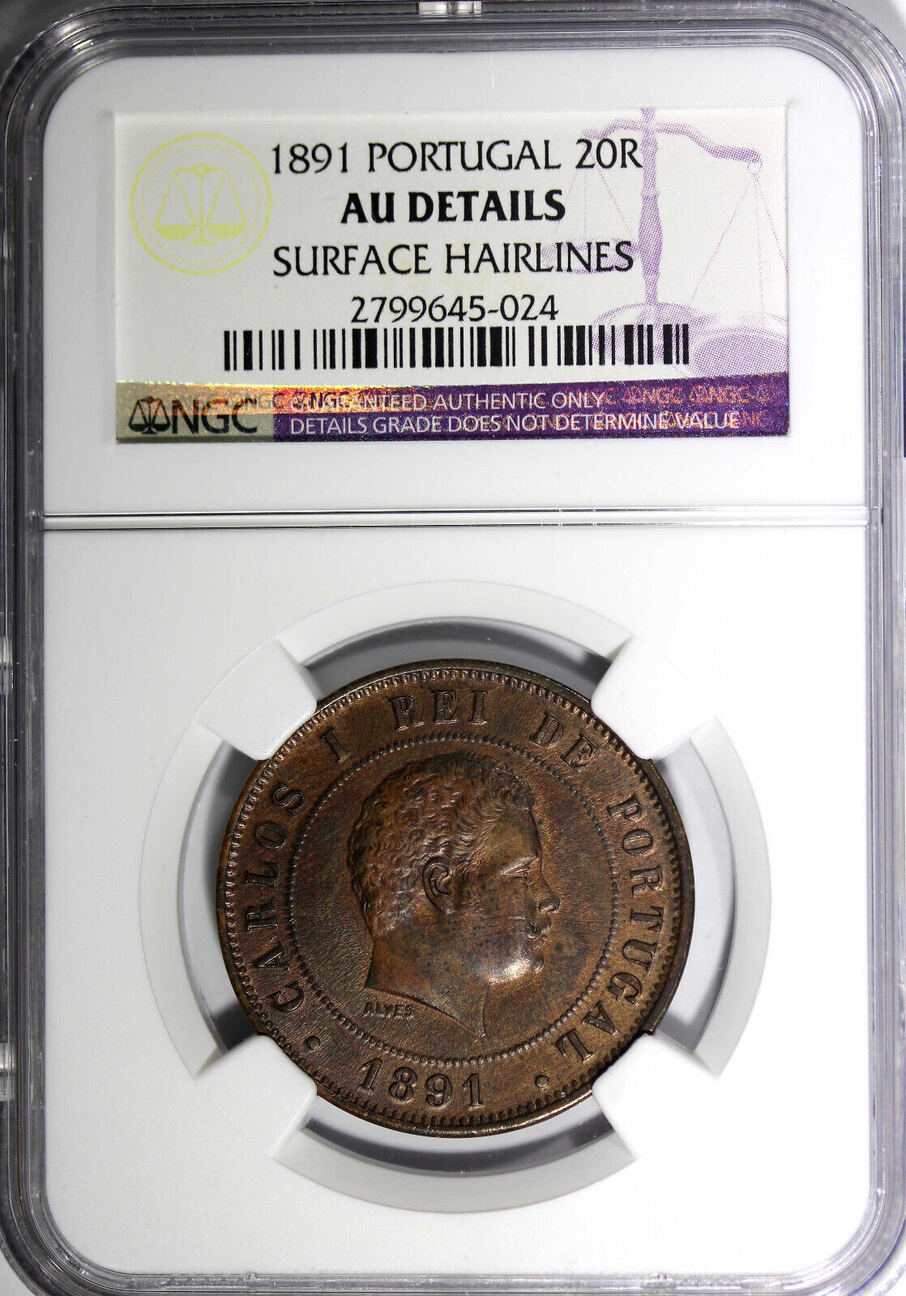 1891 PORTUGAL 20R
AU DETAILS
SURFACE HAIRLINES
2799645-024
NGC
GUARANTEED AUTHENTIC ONLY
DETAILS GRADE DOES NOT DETERMINE VALUE
CARLOS I REI DE PORTUGAL
ALVES
• 1891 •